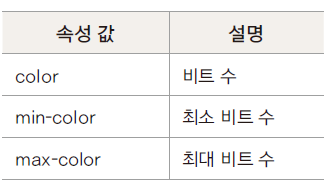 속성 값 설명
color 비트 수
min-color 최소 비트 수
max-color 최대 비트 수